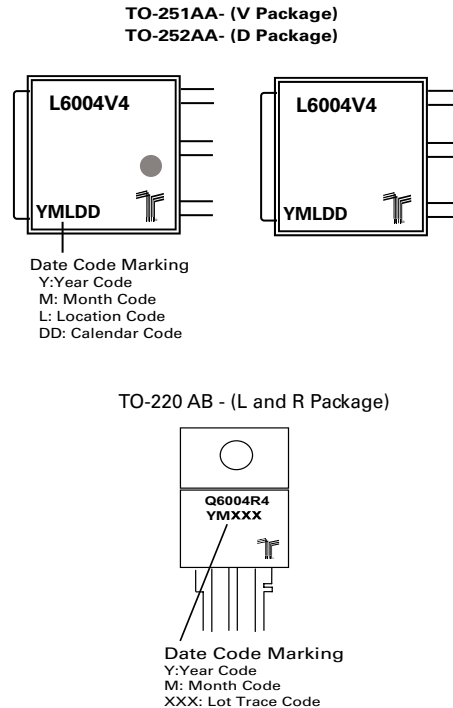 TO-251AA- (V Package)
TO-252AA- (D Package)
L6004V4
YMLDD
L6004V4
YMLDD
Date Code Marking
Y:Year Code
M: Month Code
L: Location Code
DD: Calendar Code
TO-220 AB - (L and R Package)
Q6004R4
YMXXX
Date Code Marking
Y:Year Code
M: Month Code
XXX: Lot Trace Code